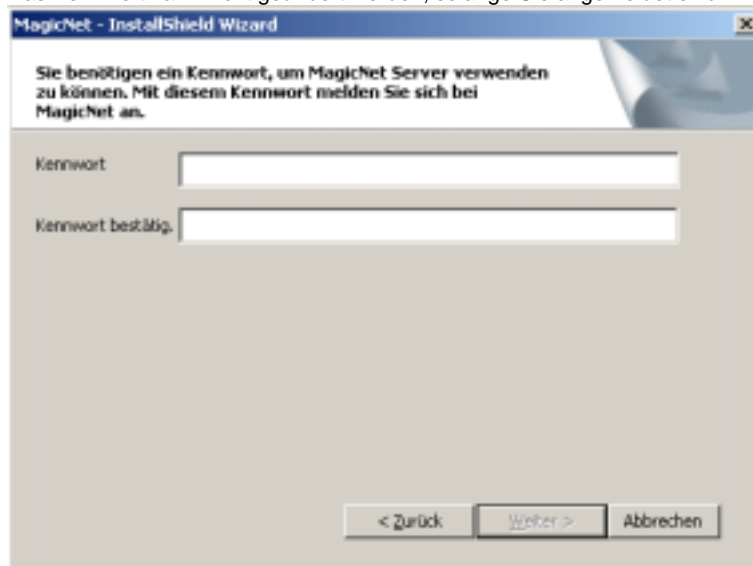 MagicNet - InstallShield Wizard
Sie benötigen ein Kennwort, um MagicNet Server verwenden
zu können. Mit diesem Kennwort melden Sie sich bei
MagicNet an.
Kennwort
Kennwort bestätig.
< Zurück
Weiter >
Abbrechen